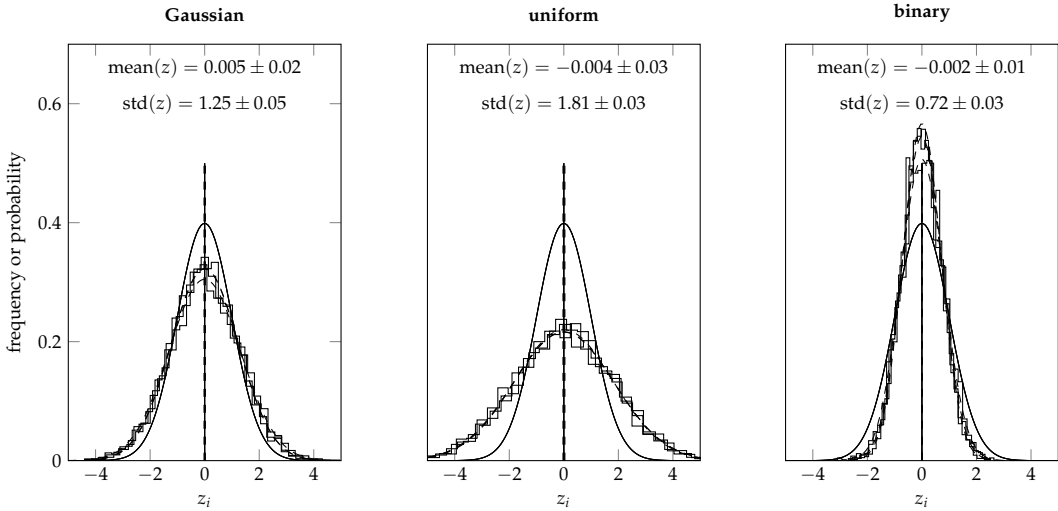 Gaussian
uniform
binary
mean(z) = 0.005 ± 0.02
std(z) = 1.25 ± 0.05
mean(z) = −0.004 ± 0.03
std(z) = 1.81 ± 0.03
mean(z) = −0.002 ± 0.01
std(z) = 0.72 ± 0.03
frequency or probability
0.6
0.4
0.2
0
−4 −2 0 2 4
−4 −2 0 2 4
−4 −2 0 2 4
z_i
z_i
z_i